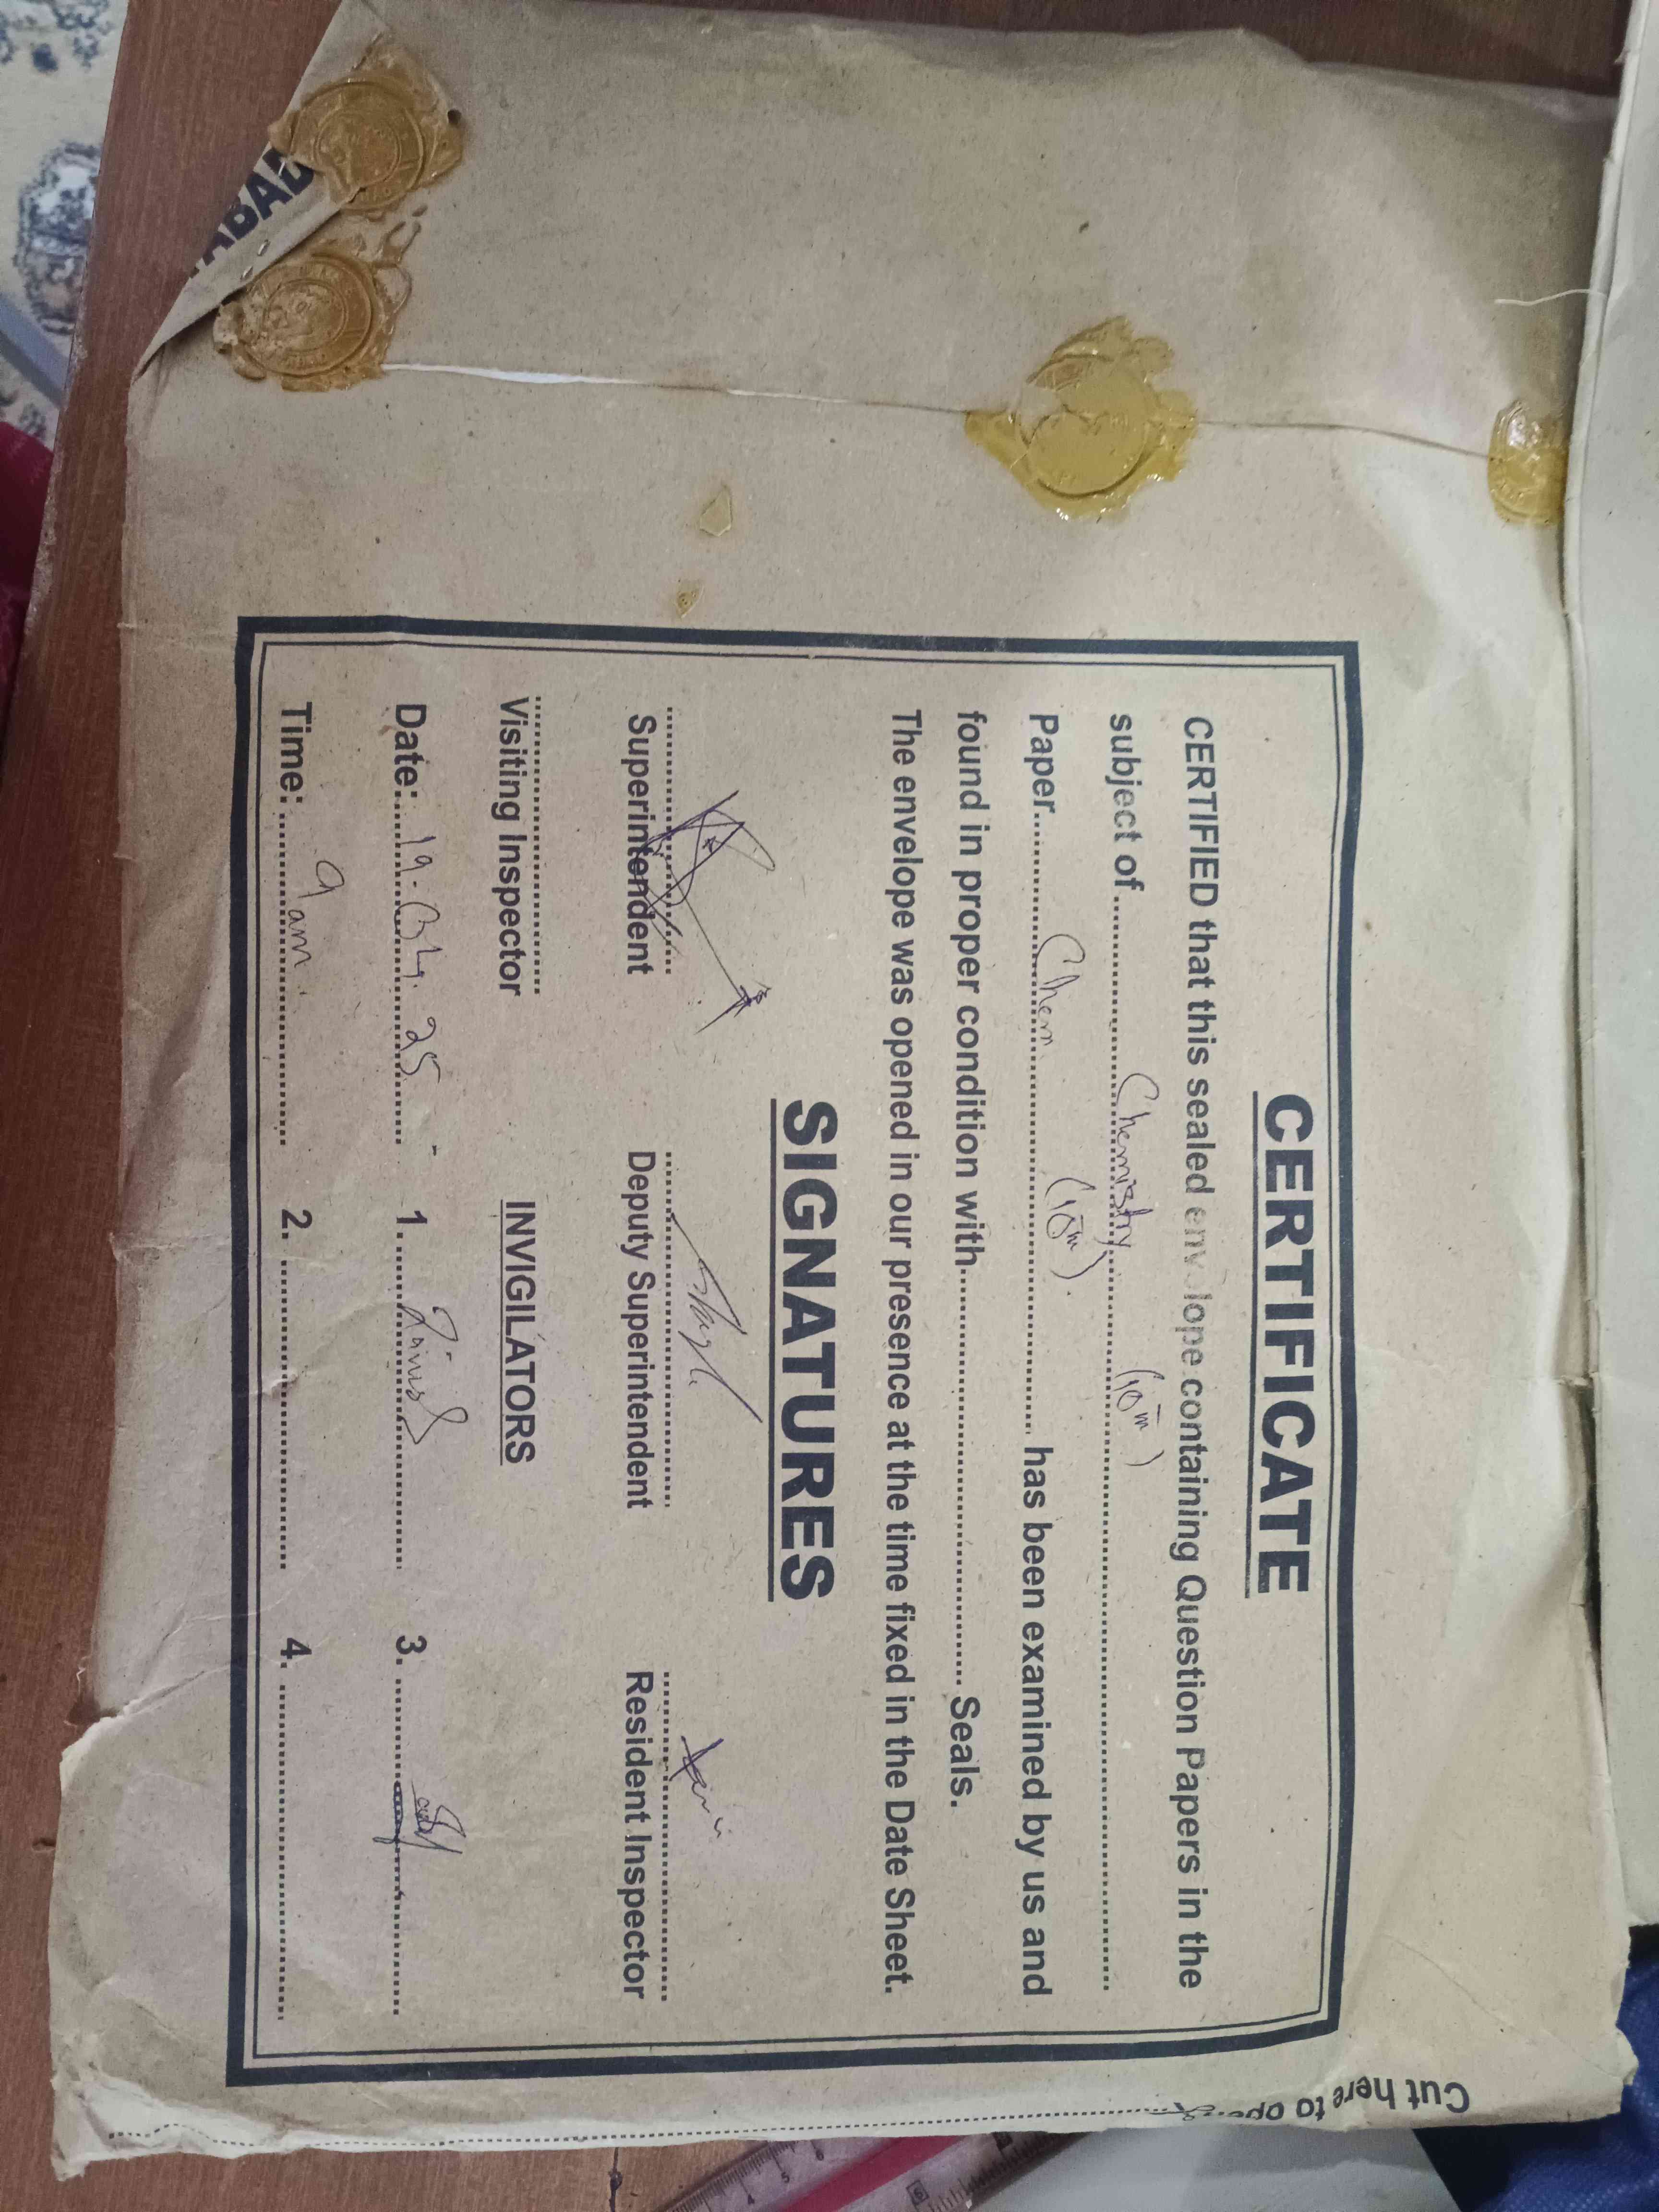 CERTIFICATE
CERTIFIED that this sealed envelope containing Question Papers in the
subject of............Chemistry............(10th)............
Paper............Chem (10th)............has been examined by us and
found in proper condition with............Seals.
The envelope was opened in our presence at the time fixed in the Date Sheet.
SIGNATURES
Superintendent Deputy Superintendent Resident Inspector
Visiting Inspector INVIGILATORS
Date:.....19.04.25..... 1. ............ 3. ............
Time:.....9 am..... 2. ............ 4. ............
Cut here to open
ABAD